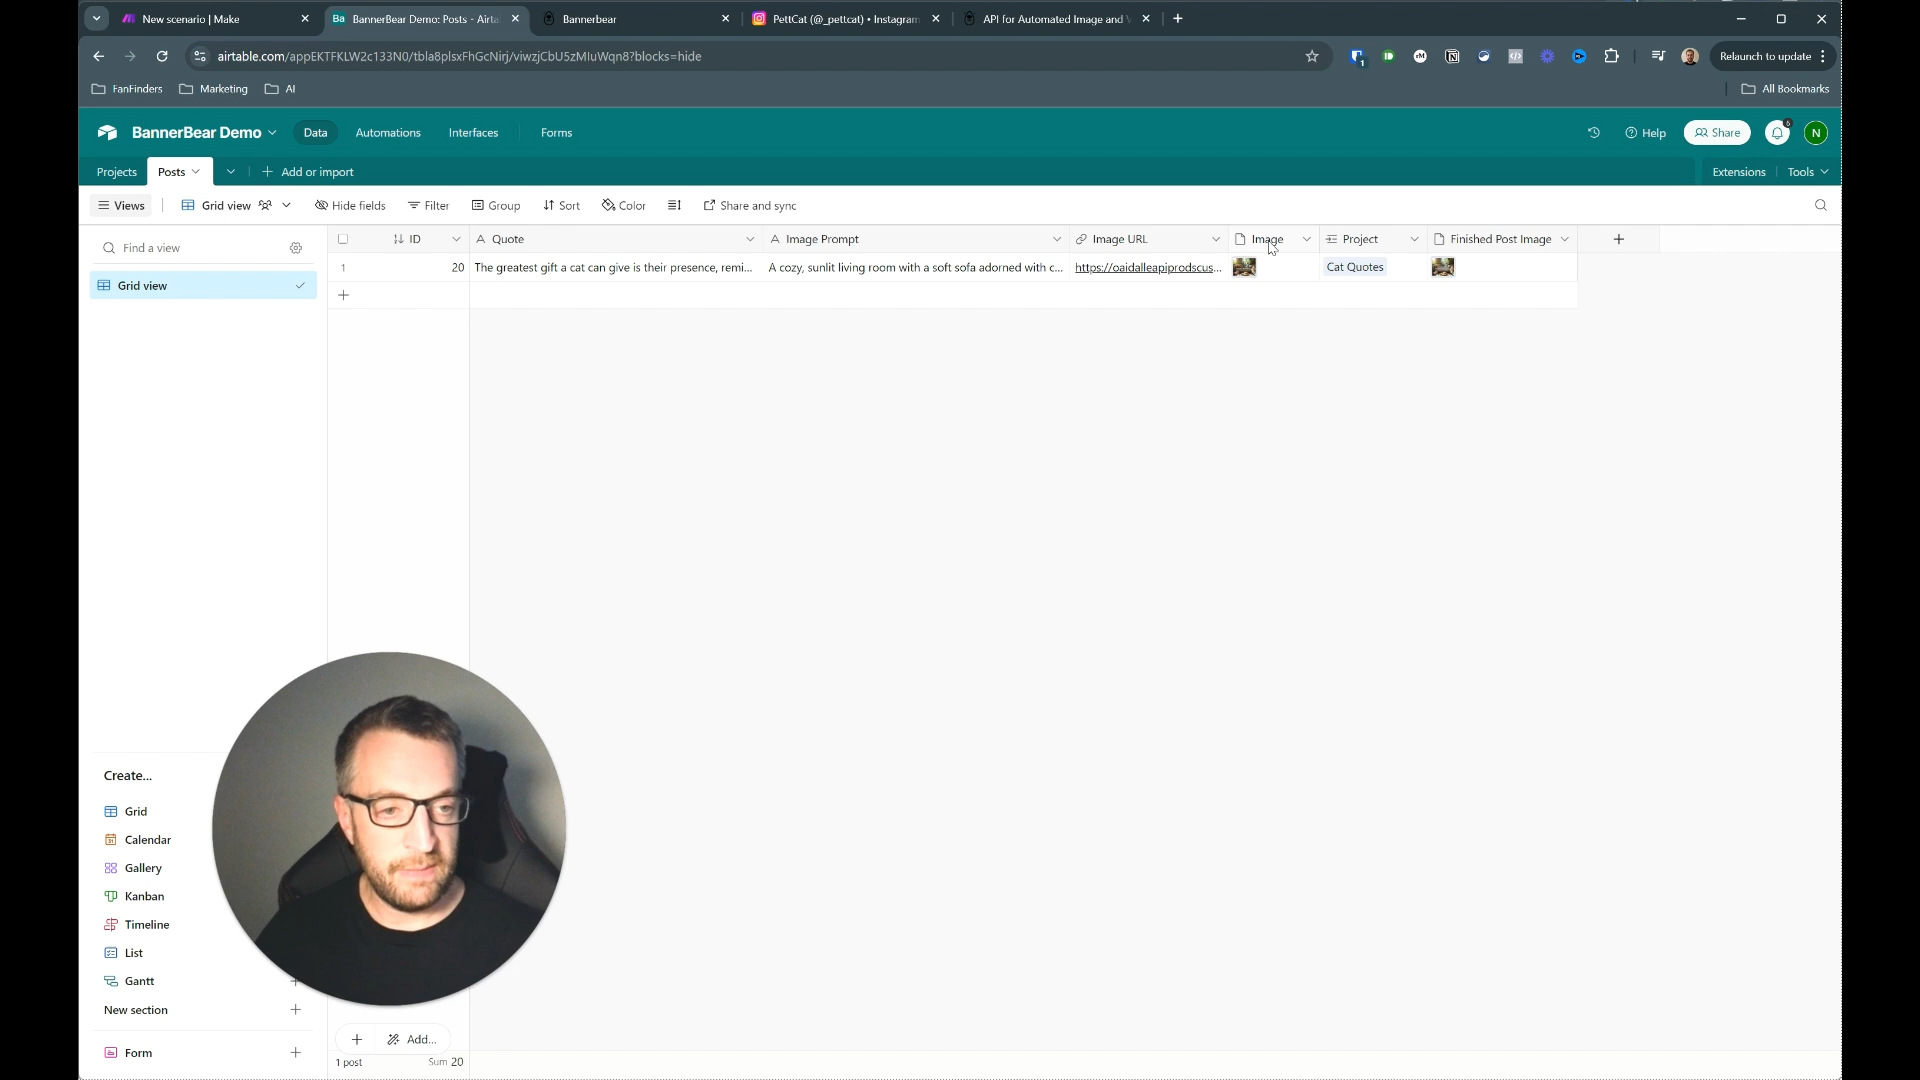 New scenario | Make
Ba BannerBear Demo: Posts - Airta
Bannerbear
PettCat (@_pettcat) • Instagram
API for Automated Image and V
airtable.com/appEKTFKLW2c133N0/tbla8plsxFhGcNirj/viwzjCbU5zMIuWqn8?blocks=hide
1
Relaunch to update
FanFinders
Marketing
AI
All Bookmarks
BannerBear Demo
Data
Automations
Interfaces
Forms
Help
Share
N
Projects
Posts
Add or import
Extensions
Tools
Views
Grid view
Hide fields
Filter
Group
Sort
Color
Share and sync
Find a view
ID
Quote
Image Prompt
Image URL
Image
Project
Finished Post Image
1
20
The greatest gift a cat can give is their presence, remi...
A cozy, sunlit living room with a soft sofa adorned with c...
https://oaidalleapiprodscus...
Cat Quotes
Grid view
Create...
Grid
Calendar
Gallery
Kanban
Timeline
List
Gantt
New section
Form
Add...
1 post
Sum 20